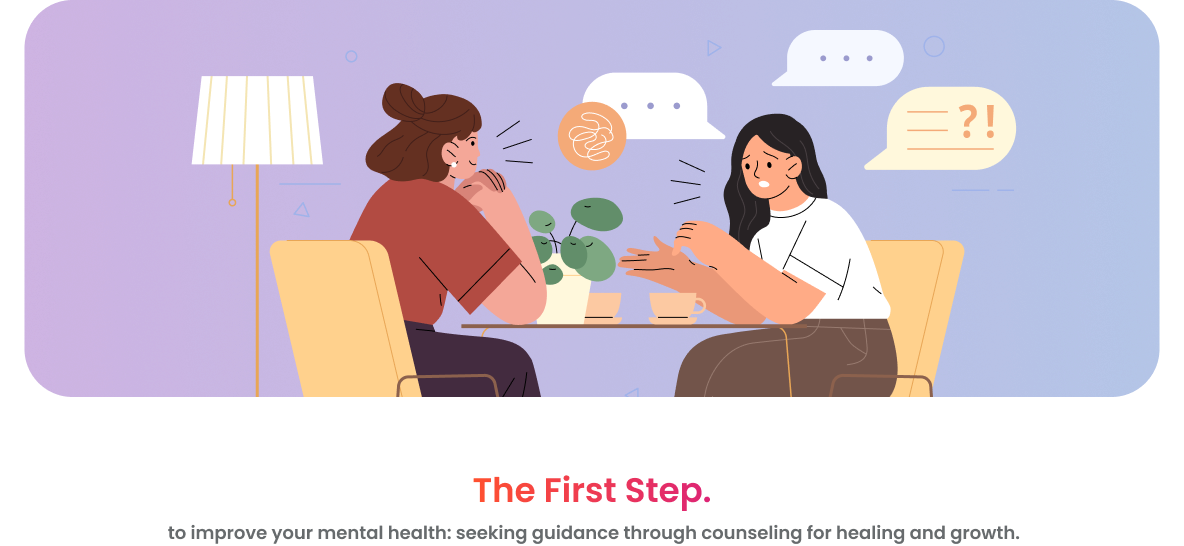 ?!
The First Step.
to improve your mental health: seeking guidance through counseling for healing and growth.